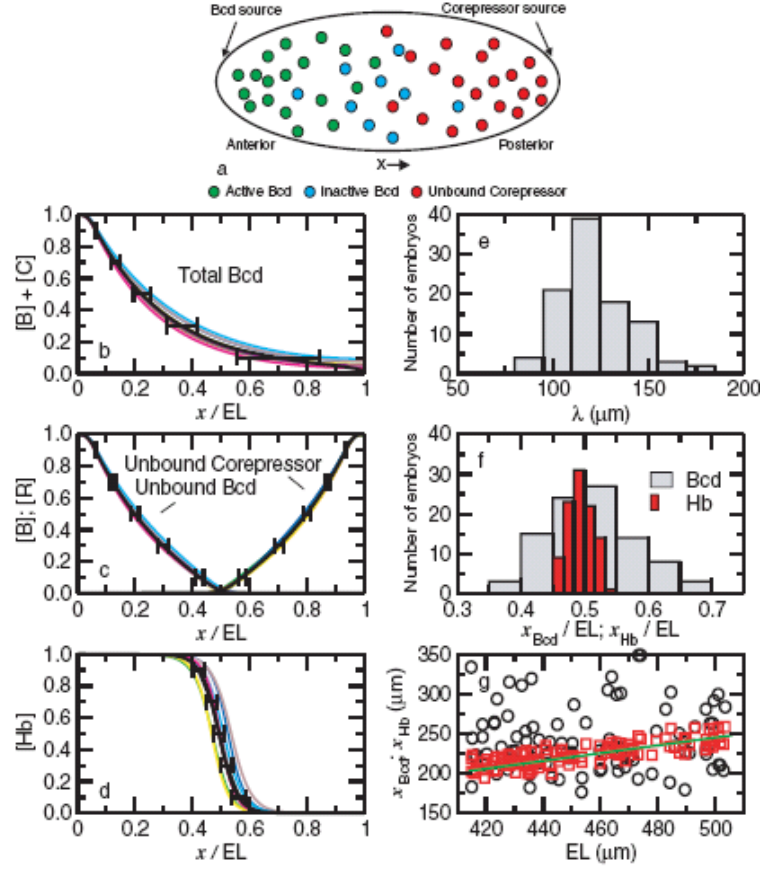 Bcd source
Corepressor source
Anterior
Posterior
X→
a
Active Bcd
Inactive Bcd
Unbound Corepressor
1.0
0.8
0.6
0.4
0.2
0.0
[B] + [C]
Total Bcd
b
0 0.2 0.4 0.6 0.8 1
x / EL
40
30
20
10
0
Number of embryos
e
50 100 150 200
λ (μm)
1.0
0.8
0.6
0.4
0.2
0.0
[B]; [R]
Unbound Corepressor
Unbound Bcd
c
0 0.2 0.4 0.6 0.8 1
x / EL
40
30
20
10
0
Number of embryos
f
Bcd
Hb
0.3 0.4 0.5 0.6 0.7
x Bcd / EL; x Hb / EL
1.0
0.8
0.6
0.4
0.2
0.0
[Hb]
d
0 0.2 0.4 0.6 0.8 1
x / EL
350
300
250
200
150
x Bcd; x Hb (μm)
g
420 440 460 480 500
EL (μm)